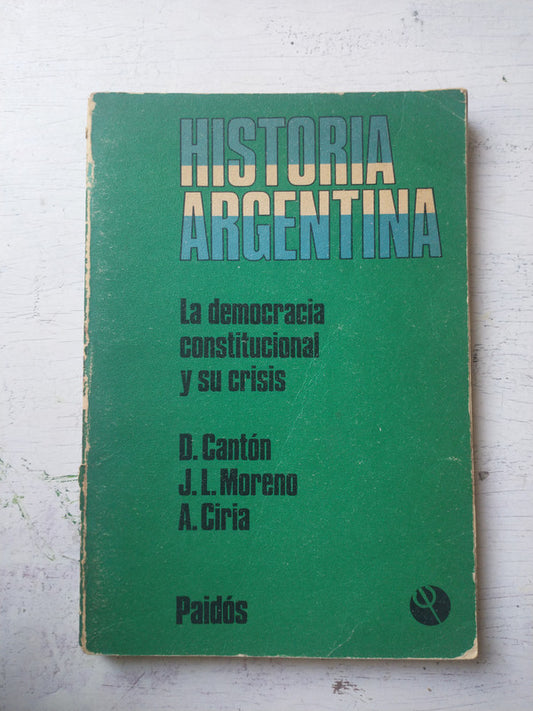 HISTORIA
ARGENTINA
La democracia
constitucional
y su crisis
D. Cantón
J. L. Moreno
A. Ciria
Paidós